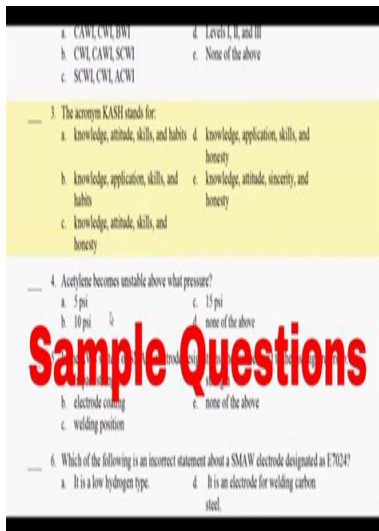 a. CAWI, CWI, BWI d. Levels I, II, and III
b. CWI, CAWI, SCWI e. None of the above
c. SCWI, CWI, ACWI
3. The acronym KASH stands for:
a. knowledge, attitude, skills, and habits d. knowledge, application, skills, and
honesty
b. knowledge, application, skills, and e. knowledge, attitude, sincerity, and
habits honesty
c. knowledge, attitude, skills, and
honesty
4. Acetylene becomes unstable above what pressure?
a. 5 psi c. 15 psi
b. 10 psi d. none of the above
Sample Questions
b. electrode coating e. none of the above
c. welding position
6. Which of the following is an incorrect statement about a SMAW electrode designated as E7024?
a. It is a low hydrogen type. d. It is an electrode for welding carbon
steel.